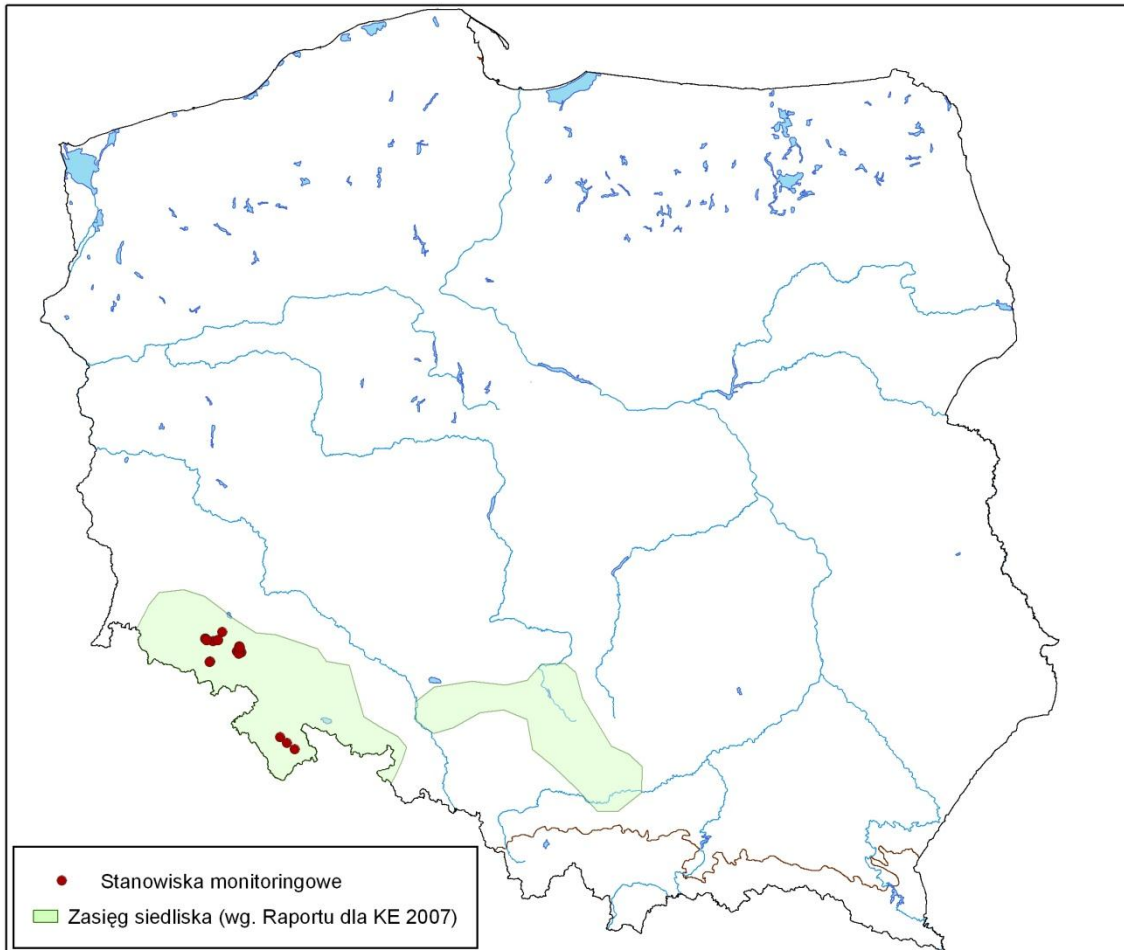 Stanowiska monitoringowe
Zasięg siedliska (wg. Raportu dla KE 2007)